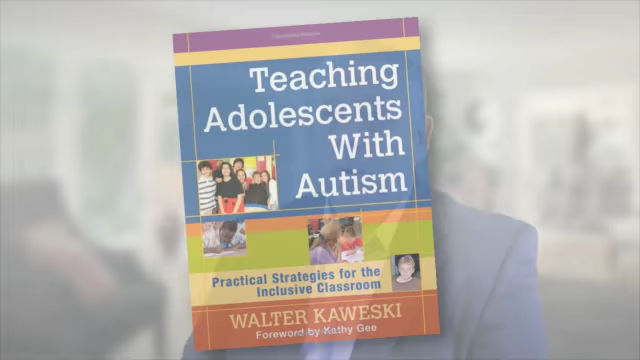 Teaching
Adolescents
With
Autism
Practical Strategies for the
Inclusive Classroom
WALTER KAWESKI
Foreword by Kathy Gee